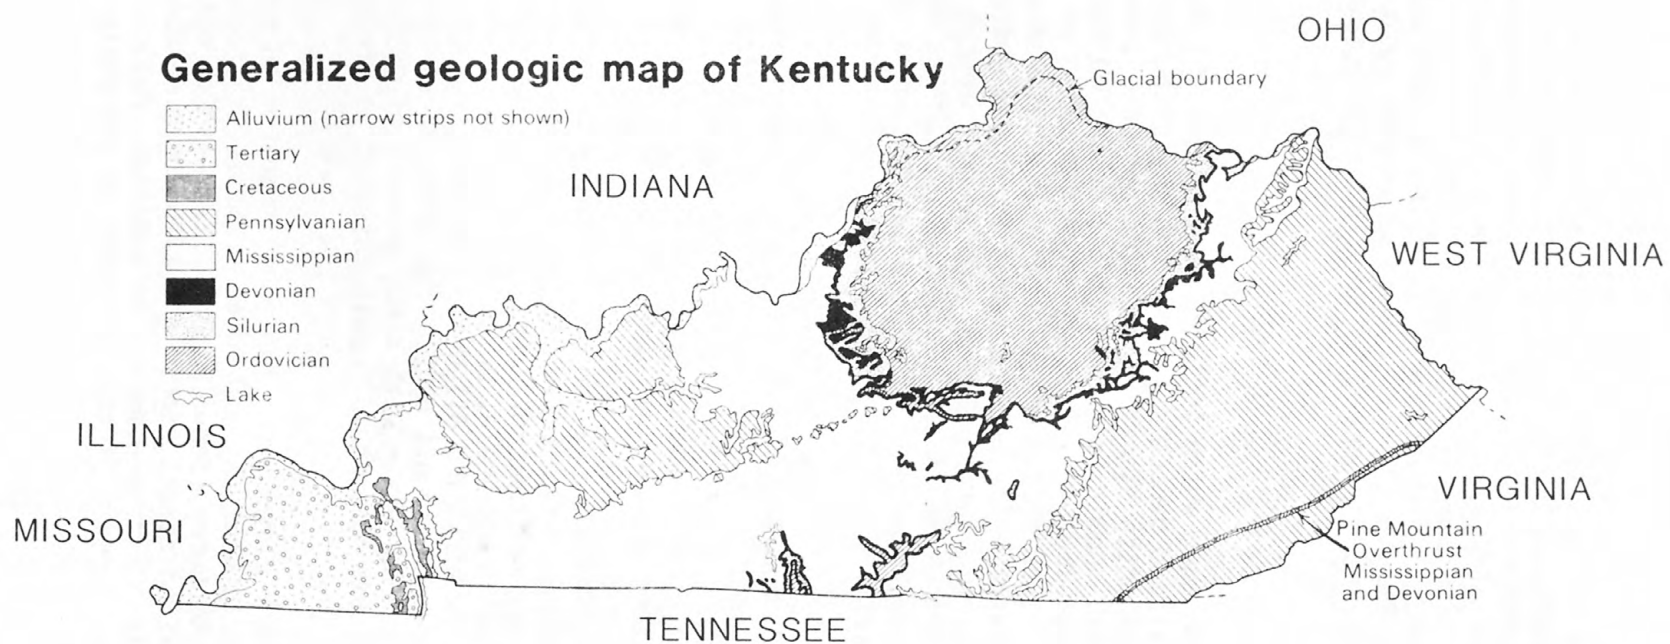 OHIO
Generalized geologic map of Kentucky
Glacial boundary
Alluvium (narrow strips not shown)
Tertiary
Cretaceous
INDIANA
Pennsylvanian
Mississippian
WEST VIRGINIA
Devonian
Silurian
Ordovician
Lake
ILLINOIS
VIRGINIA
MISSOURI
Pine Mountain
Overthrust
Mississippian
and Devonian
TENNESSEE